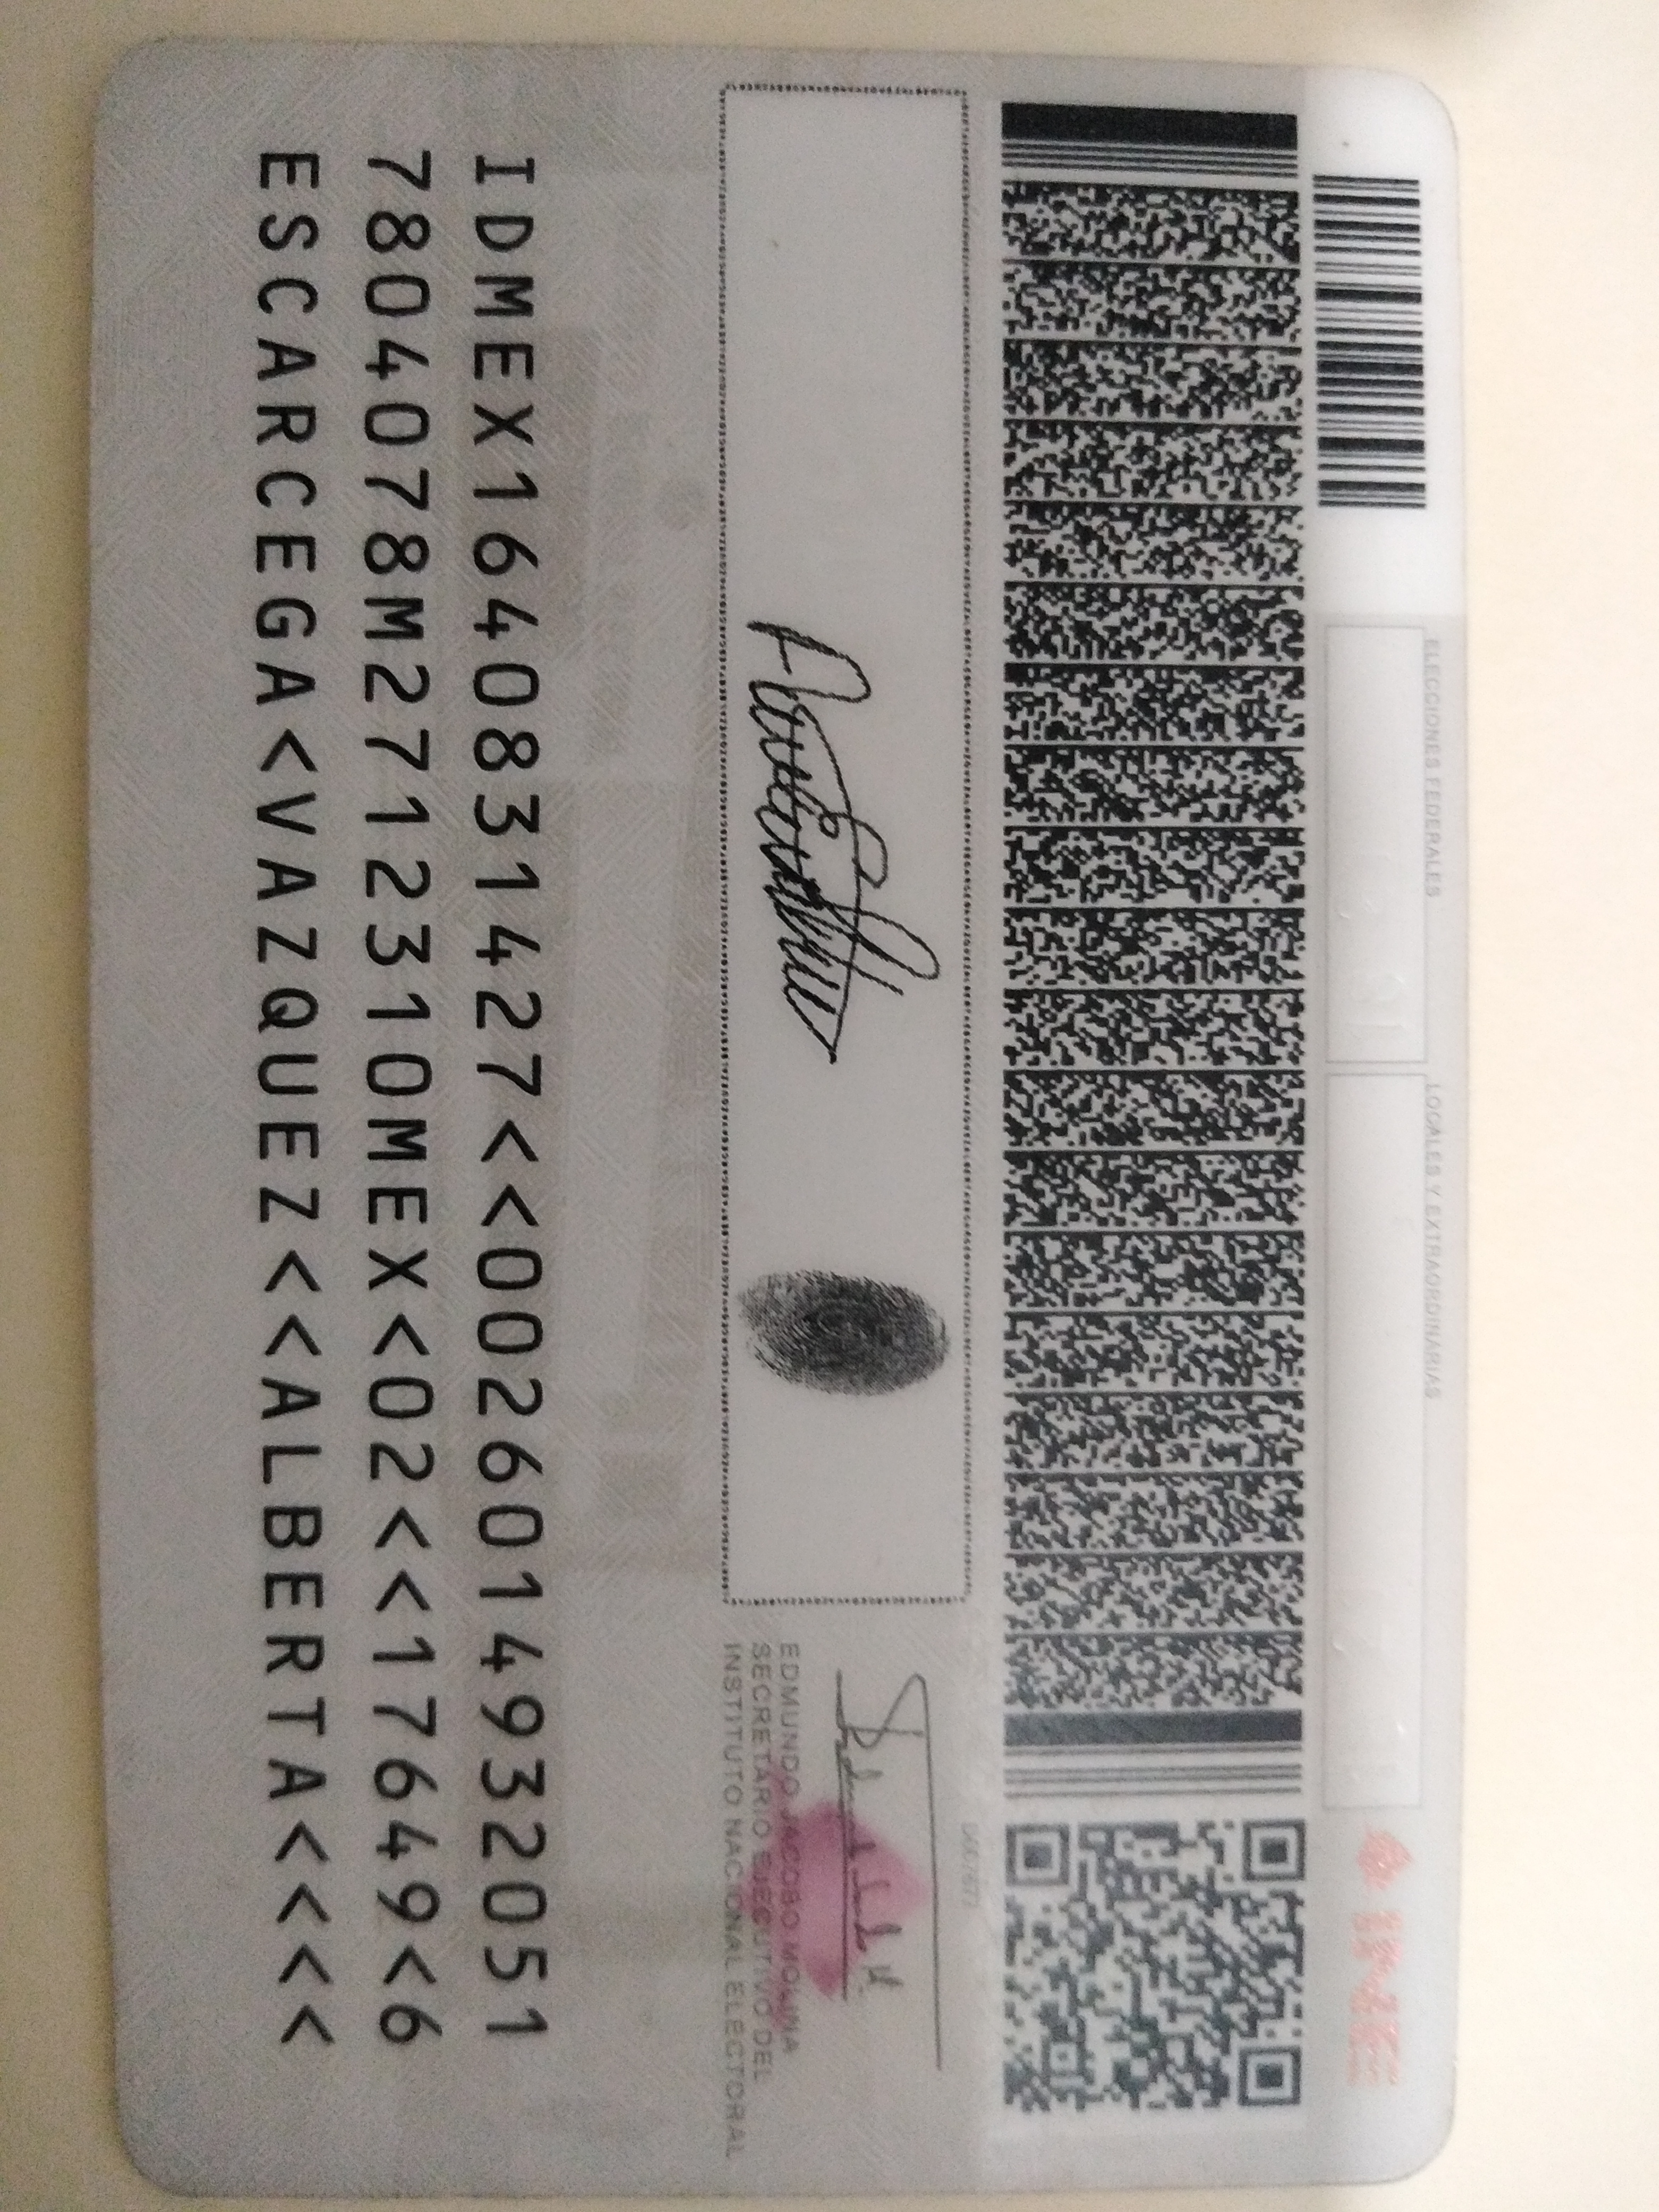 ELECCIONES FEDERALES
LOCALES Y EXTRAORDINARIAS
INE
EDMUNDO JACOBO MOLINA
SECRETARIO EJECUTIVO DEL
INSTITUTO NACIONAL ELECTORAL
IDMEX1640831427<<0026014932051
7804078M2712310MEX<02<<17649<6
ESCARCEGA<VAZQUEZ<<ALBERTA<<<<